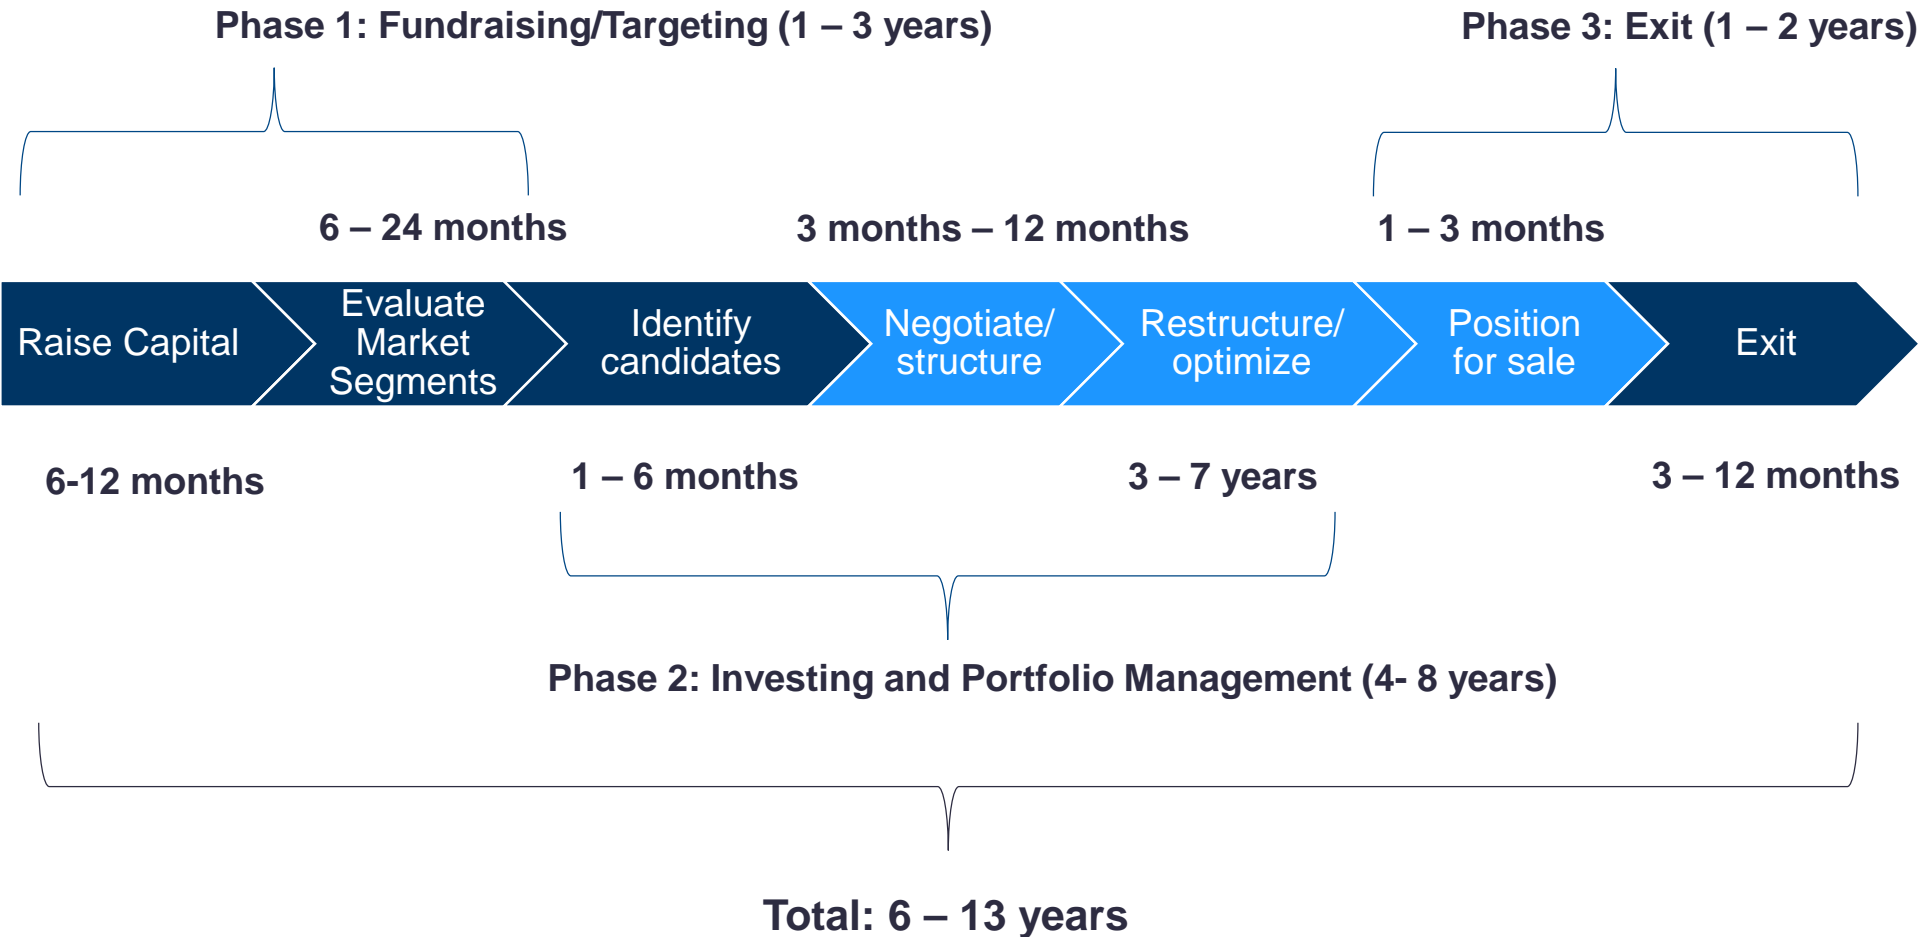 Phase 1: Fundraising/Targeting (1 – 3 years)
Phase 3: Exit (1 – 2 years)
6 – 24 months
3 months – 12 months
1 – 3 months
Raise Capital
Evaluate
Market
Segments
Identify
candidates
Negotiate/
structure
Restructure/
optimize
Position
for sale
Exit
6-12 months
1 – 6 months
3 – 7 years
3 – 12 months
Phase 2: Investing and Portfolio Management (4- 8 years)
Total: 6 – 13 years